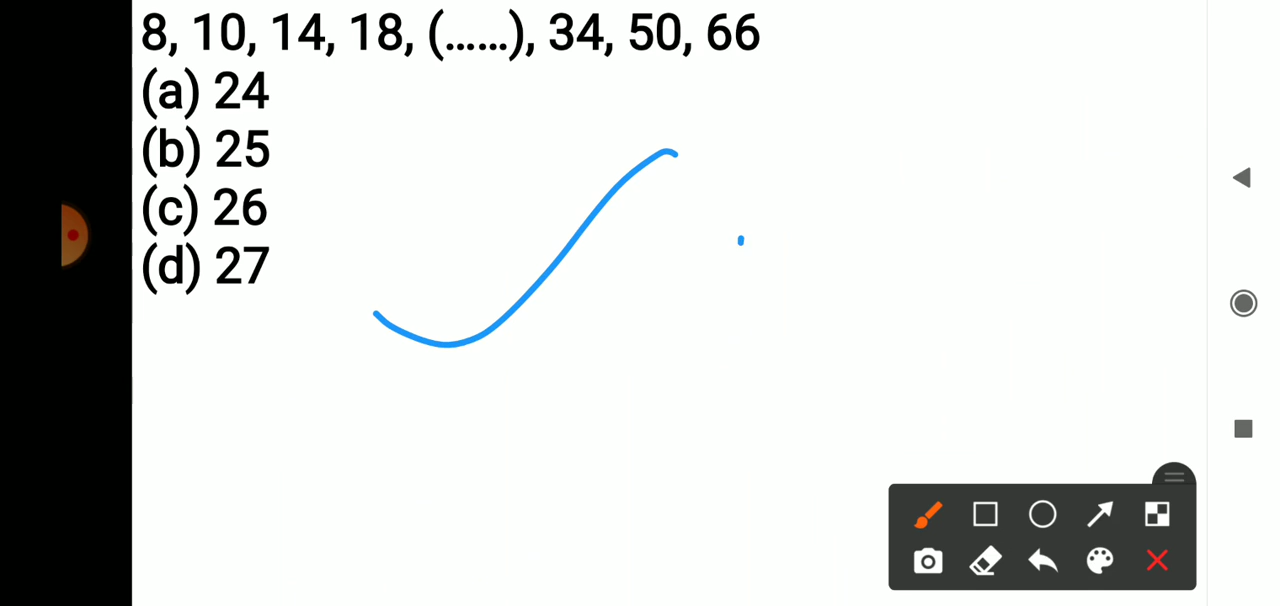 8, 10, 14, 18, (......), 34, 50, 66
(a) 24
(b) 25
(c) 26
(d) 27